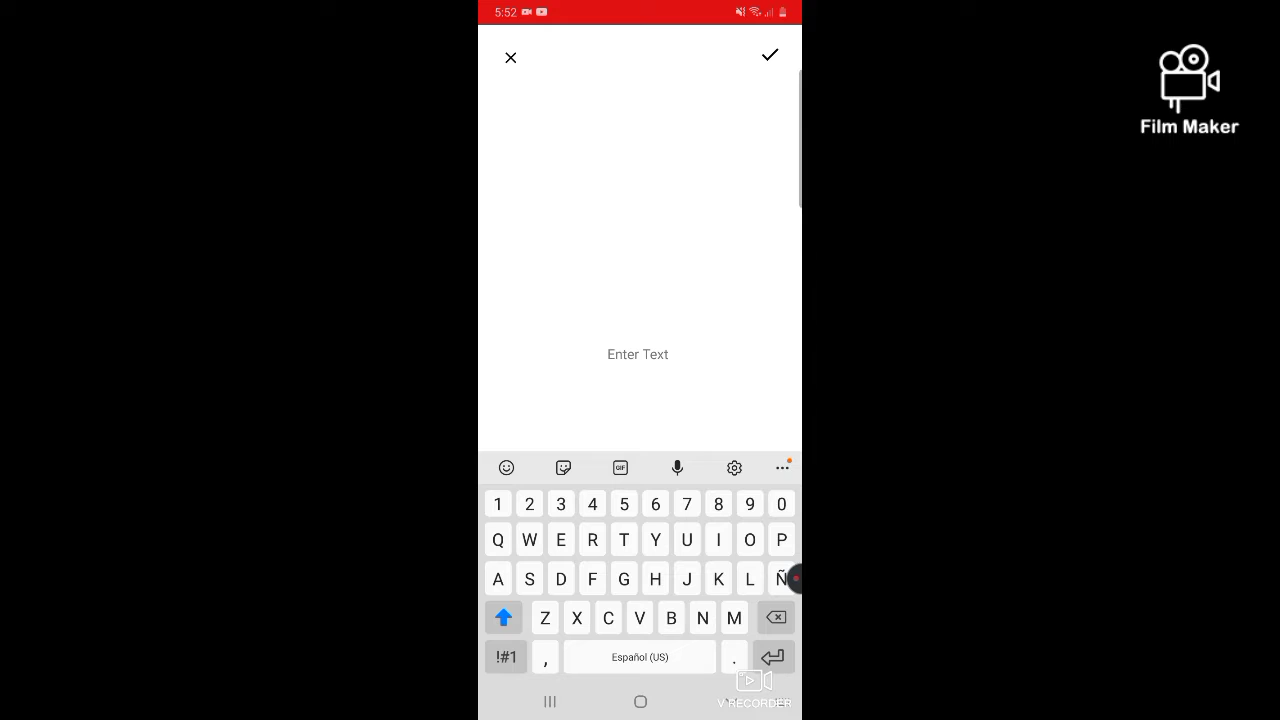 5:52
Film Maker
Enter Text
GIF
1 2 3 4 5 6 7 8 9 0
Q W E R T Y U I O P
A S D F G H J K L Ñ
Z X C V B N M
!#1 , Español (US) .
V RECORDER